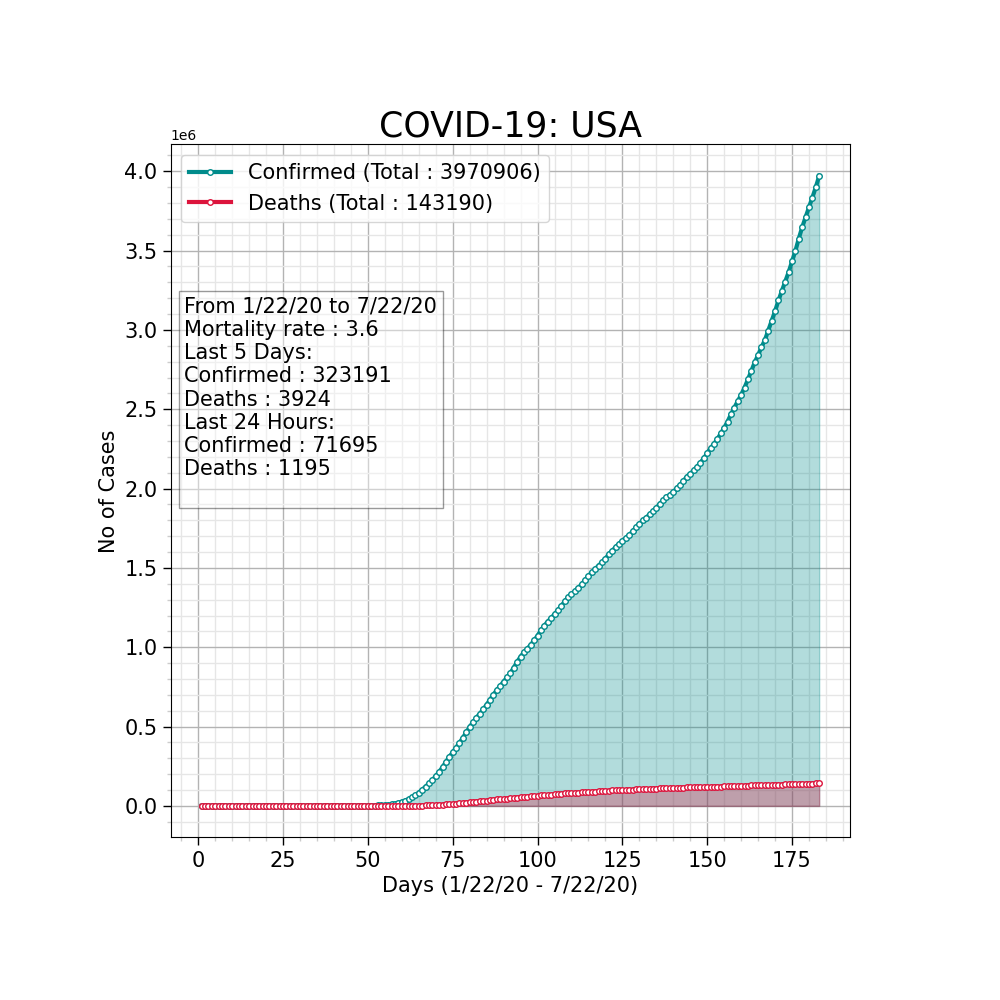 COVID-19: USA
1e6
Confirmed (Total : 3970906)
Deaths (Total : 143190)
From 1/22/20 to 7/22/20
Mortality rate : 3.6
Last 5 Days:
Confirmed : 323191
Deaths : 3924
Last 24 Hours:
Confirmed : 71695
Deaths : 1195
No of Cases
4.0
3.5
3.0
2.5
2.0
1.5
1.0
0.5
0.0
0 25 50 75 100 125 150 175
Days (1/22/20 - 7/22/20)